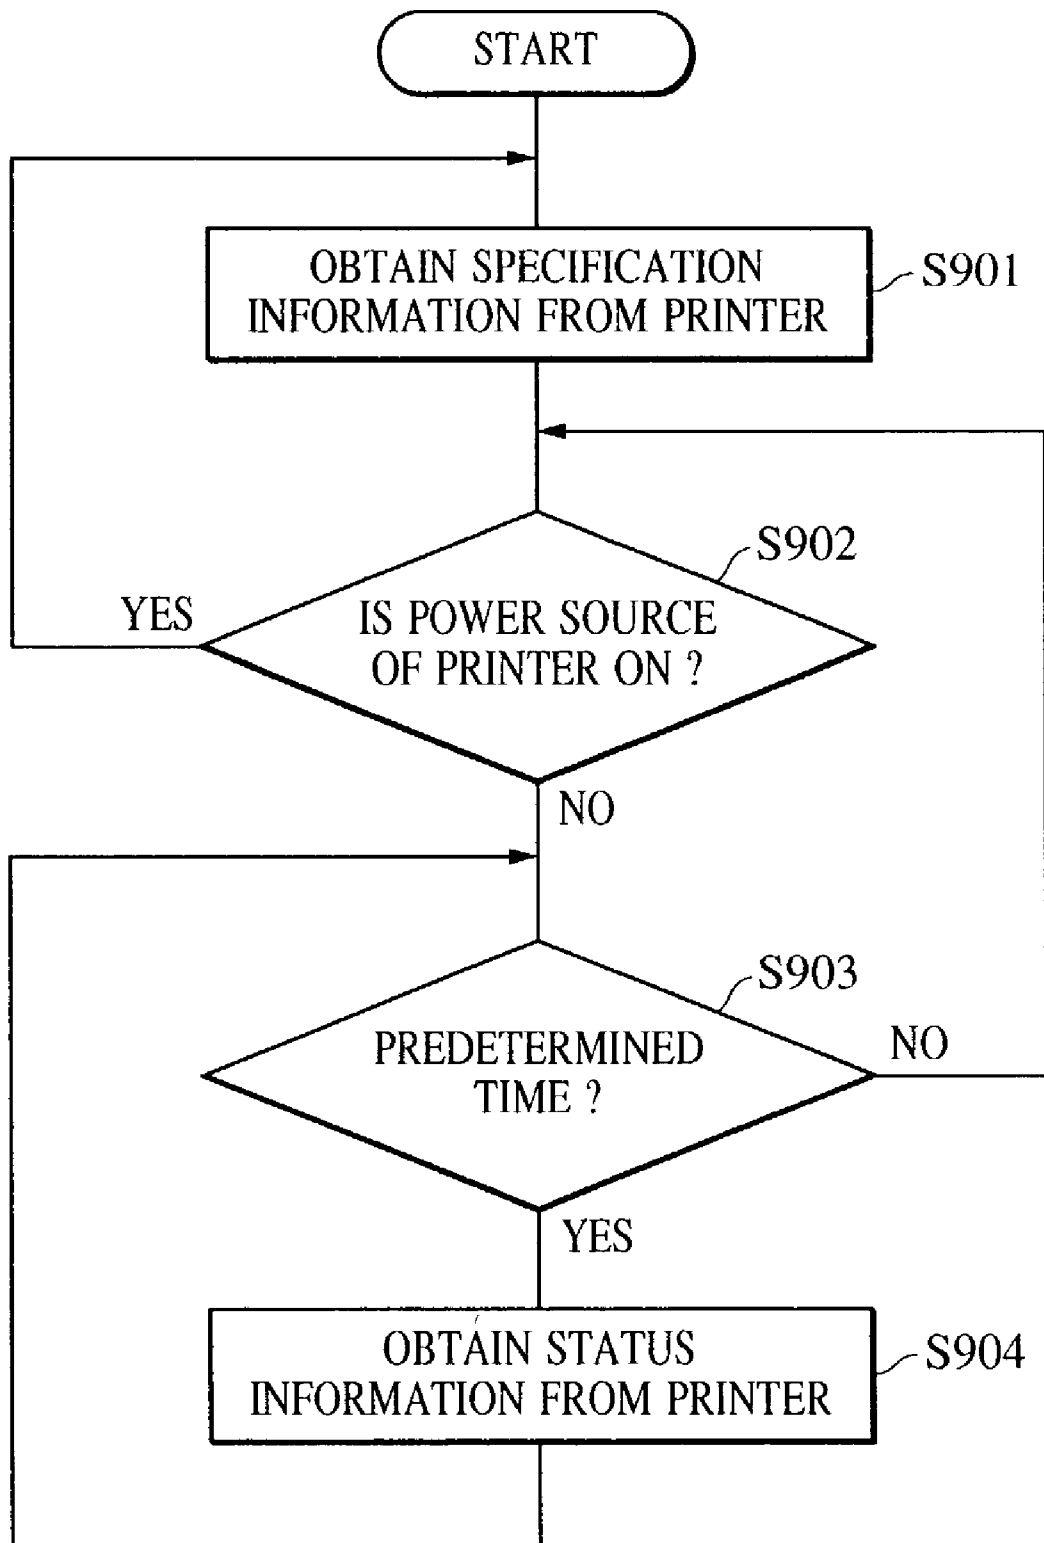 START
OBTAIN SPECIFICATION
INFORMATION FROM PRINTER
S901
S902
YES
IS POWER SOURCE
OF PRINTER ON ?
NO
S903
PREDETERMINED
TIME ?
NO
YES
OBTAIN STATUS
INFORMATION FROM PRINTER
S904